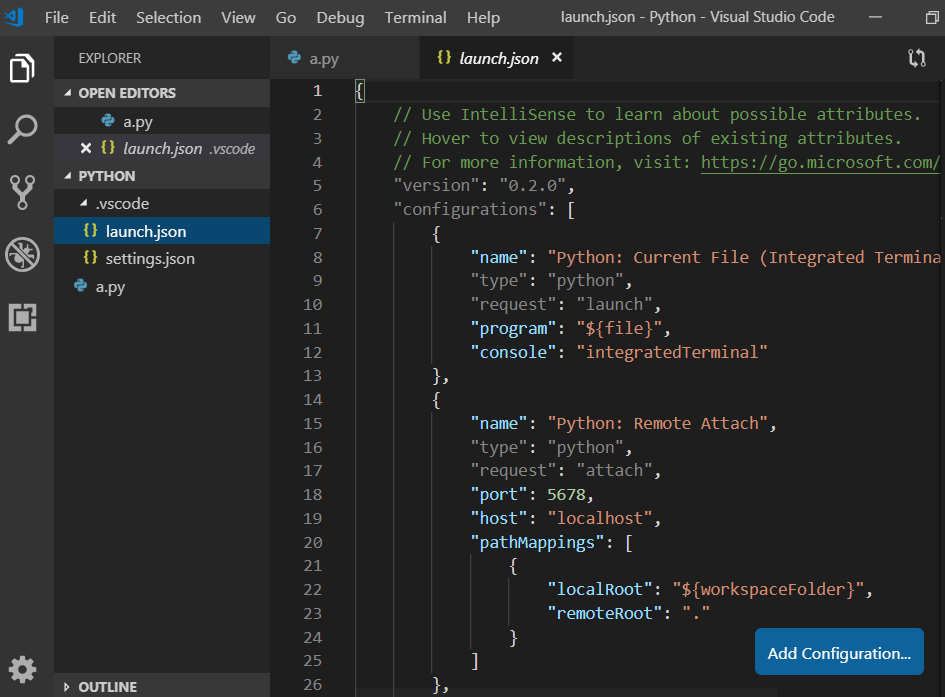 File Edit Selection View Go Debug Terminal Help launch.json - Python - Visual Studio Code
EXPLORER
OPEN EDITORS
a.py
launch.json .vscode
PYTHON
.vscode
launch.json
settings.json
a.py
OUTLINE
a.py launch.json
1 {
2 // Use IntelliSense to learn about possible attributes.
3 // Hover to view descriptions of existing attributes.
4 // For more information, visit: https://go.microsoft.com/
5 "version": "0.2.0",
6 "configurations": [
7 {
8 "name": "Python: Current File (Integrated Termina
9 "type": "python",
10 "request": "launch",
11 "program": "${file}",
12 "console": "integratedTerminal"
13 },
14 {
15 "name": "Python: Remote Attach",
16 "type": "python",
17 "request": "attach",
18 "port": 5678,
19 "host": "localhost",
20 "pathMappings": [
21 {
22 "localRoot": "${workspaceFolder}",
23 "remoteRoot": "."
24 }
25 ]
26 },
Add Configuration...